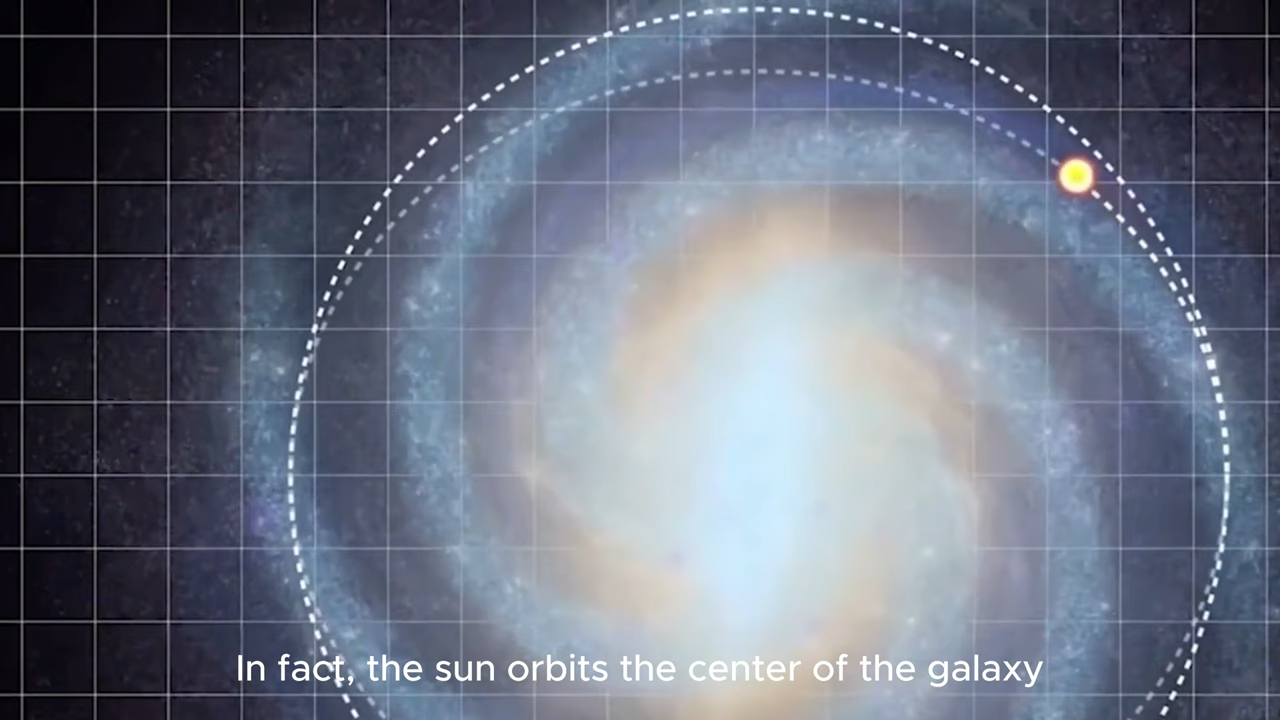 In fact, the sun orbits the center of the galaxy